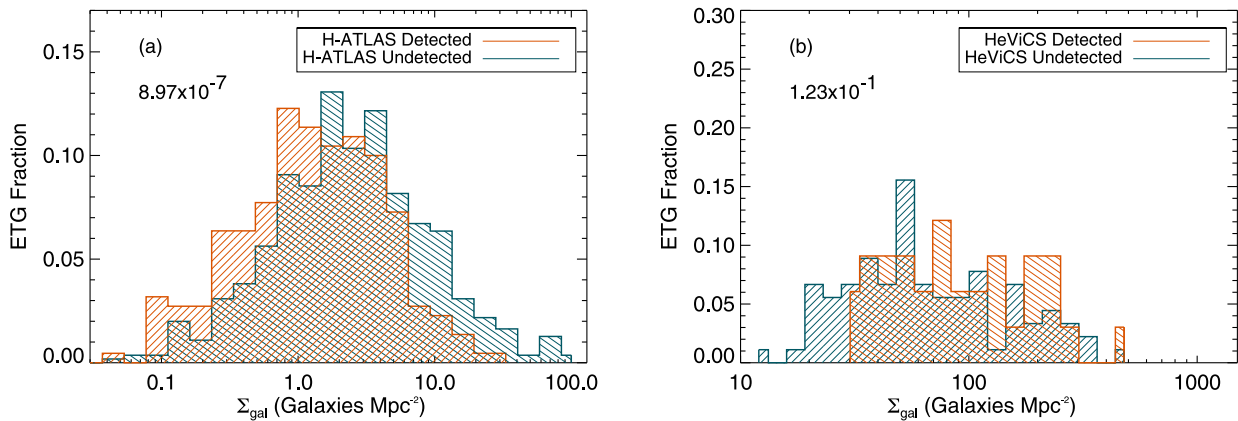 (a)
H-ATLAS Detected
H-ATLAS Undetected
8.97x10⁻⁷
0.15
0.10
0.05
0.00
ETG Fraction
0.1 1.0 10.0 100.0
Σgal (Galaxies Mpc⁻²)
(b)
HeViCS Detected
HeViCS Undetected
1.23x10⁻¹
0.30
0.25
0.20
0.15
0.10
0.05
0.00
ETG Fraction
10 100 1000
Σgal (Galaxies Mpc⁻²)